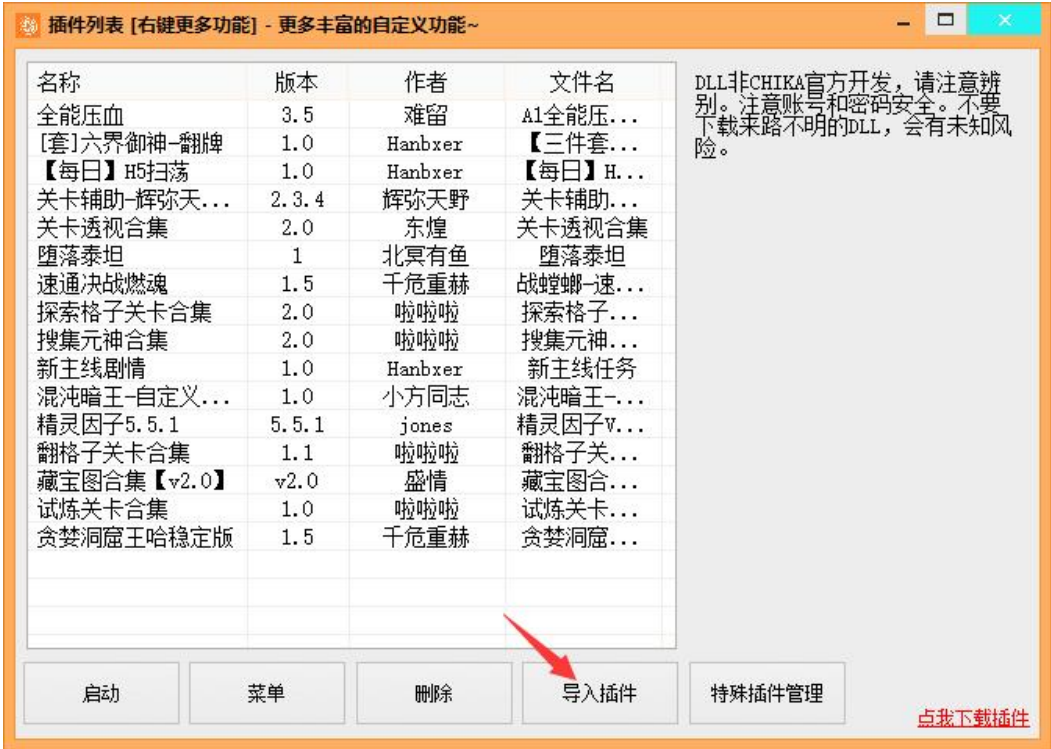 插件列表 [右键更多功能] - 更多丰富的自定义功能~
名称 版本 作者 文件名
全能压血 3.5 难留 A1全能压...
[套]六界御神-翻牌 1.0 Hanbxer 【三件套...
【每日】H5扫荡 1.0 Hanbxer 【每日】H...
关卡辅助-辉弥天... 2.3.4 辉弥天野 关卡辅助...
关卡透视合集 2.0 东煌 关卡透视合集
堕落泰坦 1 北冥有鱼 堕落泰坦
速通决战燃魂 1.5 千危重赫 战螳螂-速...
探索格子关卡合集 2.0 啦啦啦 探索格子...
搜集元神合集 2.0 啦啦啦 搜集元神...
新主线剧情 1.0 Hanbxer 新主线任务
混沌暗王-自定义... 1.0 小方同志 混沌暗王-...
精灵因子5.5.1 5.5.1 jones 精灵因子V...
翻格子关卡合集 1.1 啦啦啦 翻格子关...
藏宝图合集【v2.0】 v2.0 盛情 藏宝图合...
试炼关卡合集 1.0 啦啦啦 试炼关卡...
贪婪洞窟王哈稳定版 1.5 千危重赫 贪婪洞窟...
DLL非CHIKA官方开发，请注意辨
别。注意账号和密码安全。不要
下载来路不明的DLL，会有未知风
险。
启动 菜单 删除 导入插件 特殊插件管理
点我下载插件